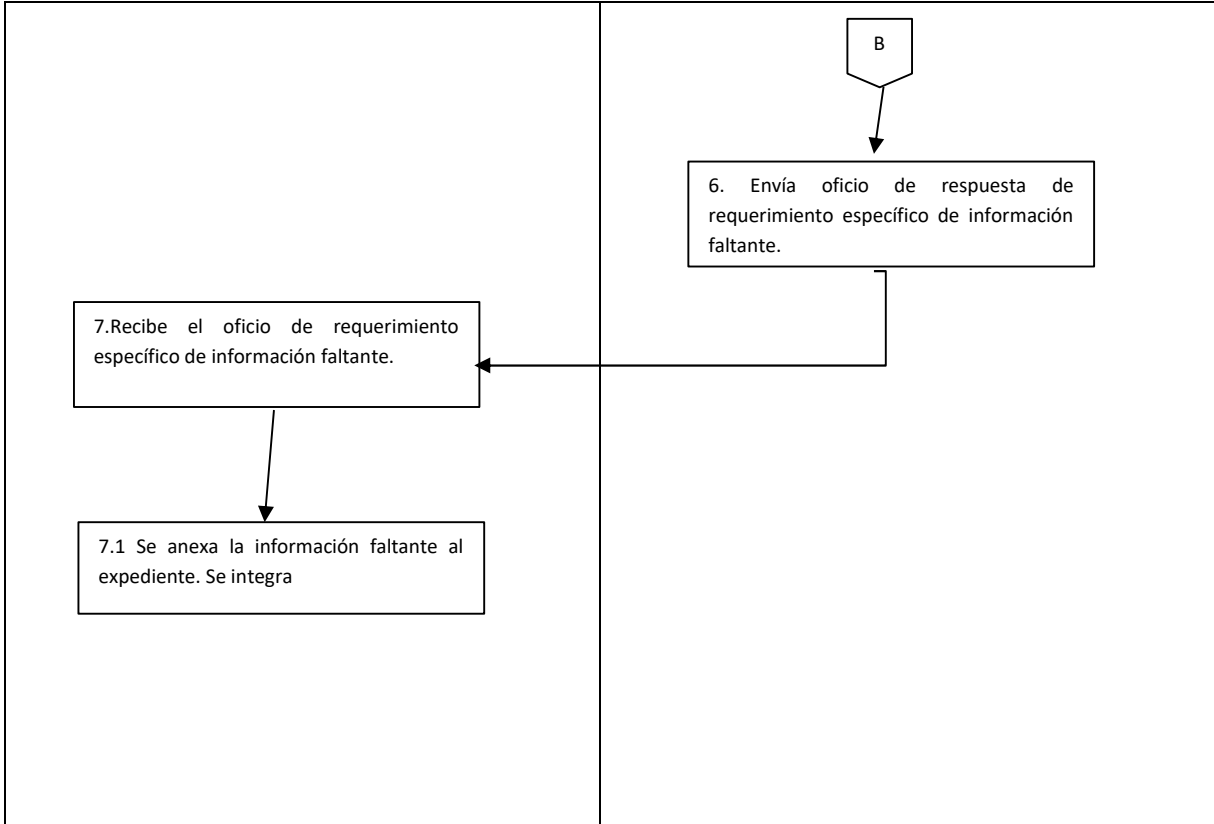 B
6. Envía oficio de respuesta de
requerimiento específico de información
faltante.
7.Recibe el oficio de requerimiento
específico de información faltante.
7.1 Se anexa la información faltante al
expediente. Se integra